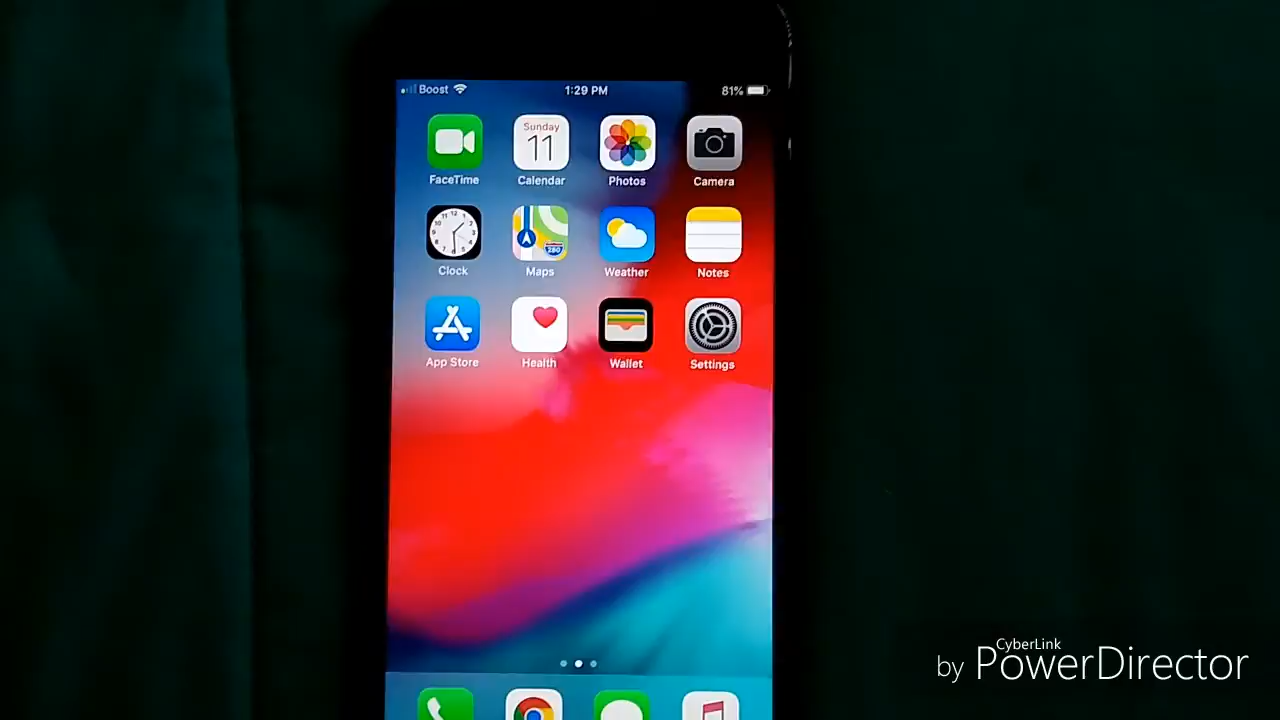 Boost 1:29 PM 81%
Sunday
11
FaceTime Calendar Photos Camera
Clock Maps Weather Notes
App Store Health Wallet Settings
CyberLink
by PowerDirector